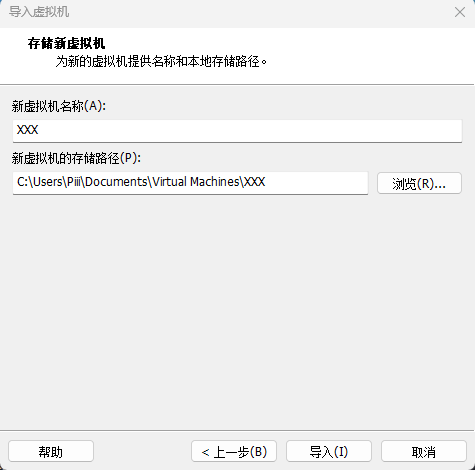 导入虚拟机
存储新虚拟机
为新的虚拟机提供名称和本地存储路径。
新虚拟机名称(A):
XXX
新虚拟机的存储路径(P):
C:\Users\Piii\Documents\Virtual Machines\XXX
浏览(R)...
帮助
< 上一步(B)
导入(I)
取消